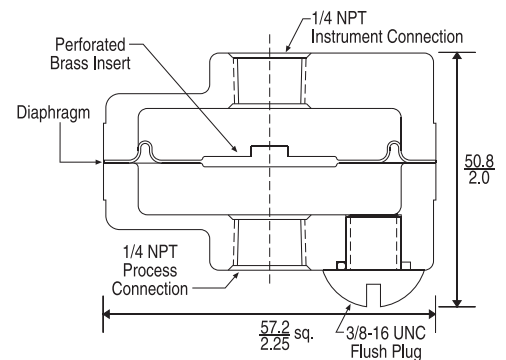 1/4 NPT
Instrument Connection
Perforated
Brass Insert
Diaphragm
50.8
2.0
1/4 NPT
Process
Connection
57.2 sq.
2.25
3/8-16 UNC
Flush Plug